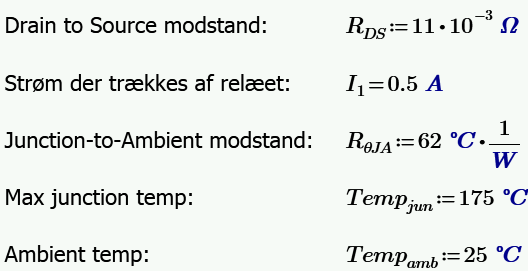 Drain to Source modstand: R_DS := 11 · 10⁻³ Ω
Strøm der trækkes af relæet: I₁ = 0.5 A
Junction-to-Ambient modstand: R_θJA := 62 °C · 1/W
Max junction temp: Temp_jun := 175 °C
Ambient temp: Temp_amb := 25 °C